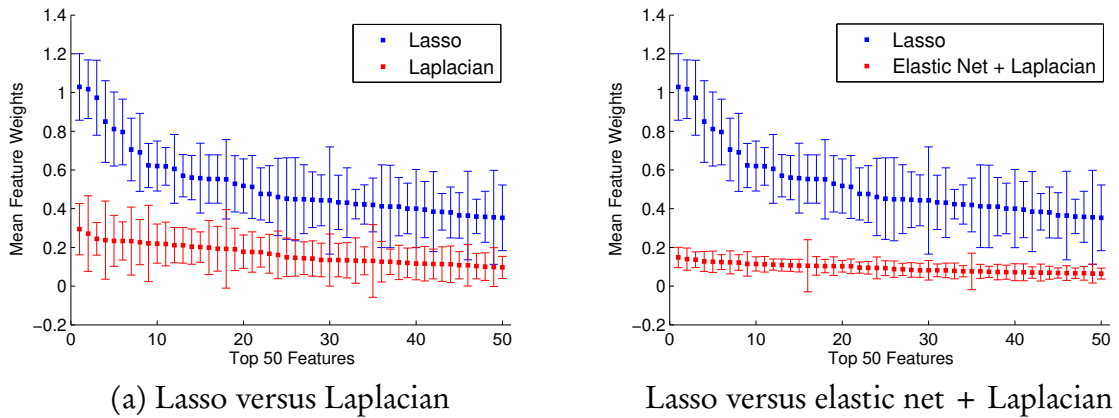 1.4
1.2
1
0.8
0.6
0.4
0.2
0
−0.2
Mean Feature Weights
Lasso
Laplacian
0 10 20 30 40 50
Top 50 Features
(a) Lasso versus Laplacian
1.4
1.2
1
0.8
0.6
0.4
0.2
0
−0.2
Mean Feature Weights
Lasso
Elastic Net + Laplacian
0 10 20 30 40 50
Top 50 Features
Lasso versus elastic net + Laplacian